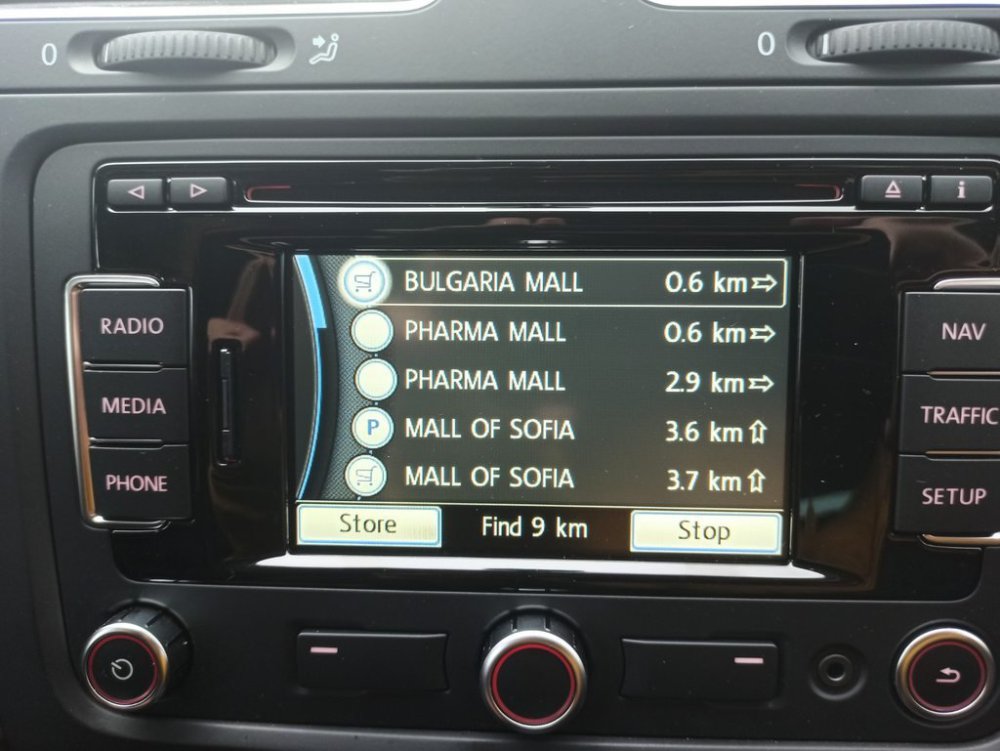 0
0
i
RADIO
MEDIA
PHONE
BULGARIA MALL 0.6 km⇨
PHARMA MALL 0.6 km⇨
PHARMA MALL 2.9 km⇨
P MALL OF SOFIA 3.6 km⇧
MALL OF SOFIA 3.7 km⇧
Store Find 9 km Stop
NAV
TRAFFIC
SETUP